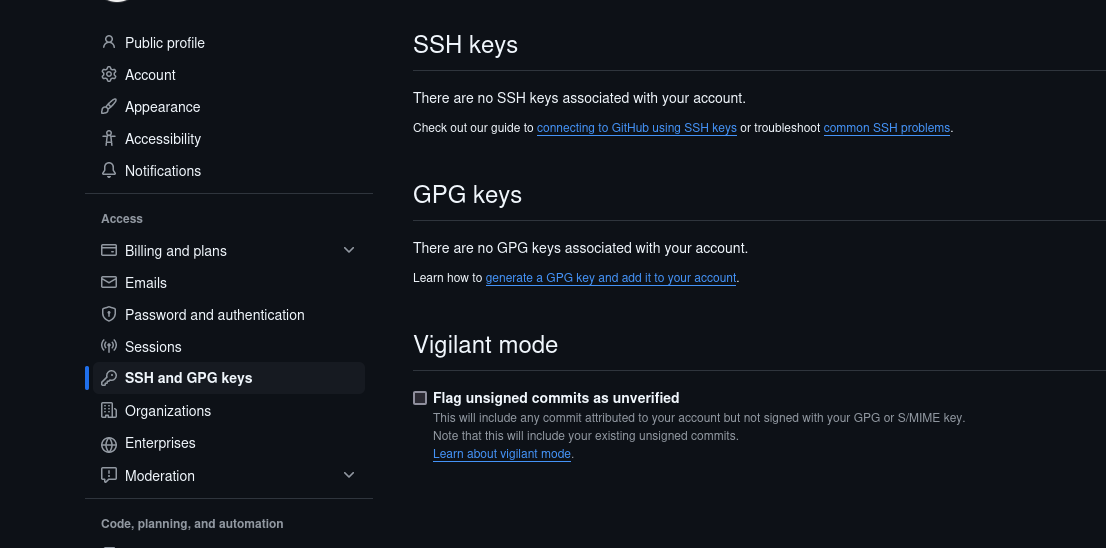 Public profile
Account
Appearance
Accessibility
Notifications
Access
Billing and plans
Emails
Password and authentication
Sessions
SSH and GPG keys
Organizations
Enterprises
Moderation
Code, planning, and automation
SSH keys
There are no SSH keys associated with your account.
Check out our guide to connecting to GitHub using SSH keys or troubleshoot common SSH problems.
GPG keys
There are no GPG keys associated with your account.
Learn how to generate a GPG key and add it to your account.
Vigilant mode
Flag unsigned commits as unverified
This will include any commit attributed to your account but not signed with your GPG or S/MIME key.
Note that this will include your existing unsigned commits.
Learn about vigilant mode.